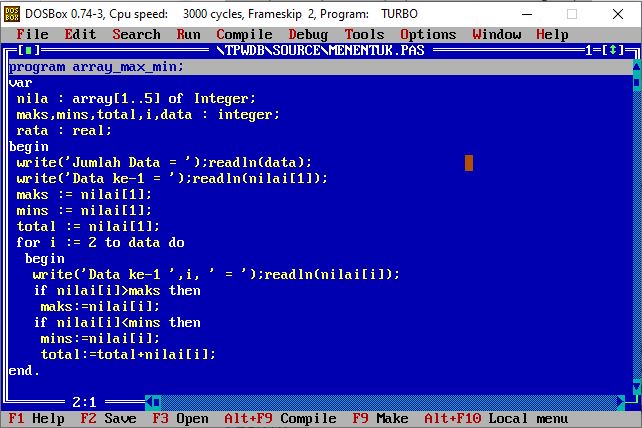 DOSBox 0.74-3, Cpu speed: 3000 cycles, Frameskip 2, Program: TURBO
File Edit Search Run Compile Debug Tools Options Window Help
\TPWDB\SOURCE\MENENTUK.PAS 1
program array_max_min;
var
nila : array[1..5] of Integer;
maks,mins,total,i,data : integer;
rata : real;
begin
write('Jumlah Data = ');readln(data);
write('Data ke-1 = ');readln(nilai[1]);
maks := nilai[1];
mins := nilai[1];
total := nilai[1];
for i := 2 to data do
begin
write('Data ke-1 ',i, ' = ');readln(nilai[i]);
if nilai[i]>maks then
maks:=nilai[i];
if nilai[i]<mins then
mins:=nilai[i];
total:=total+nilai[i];
end.
2:1
F1 Help F2 Save F3 Open Alt+F9 Compile F9 Make Alt+F10 Local menu